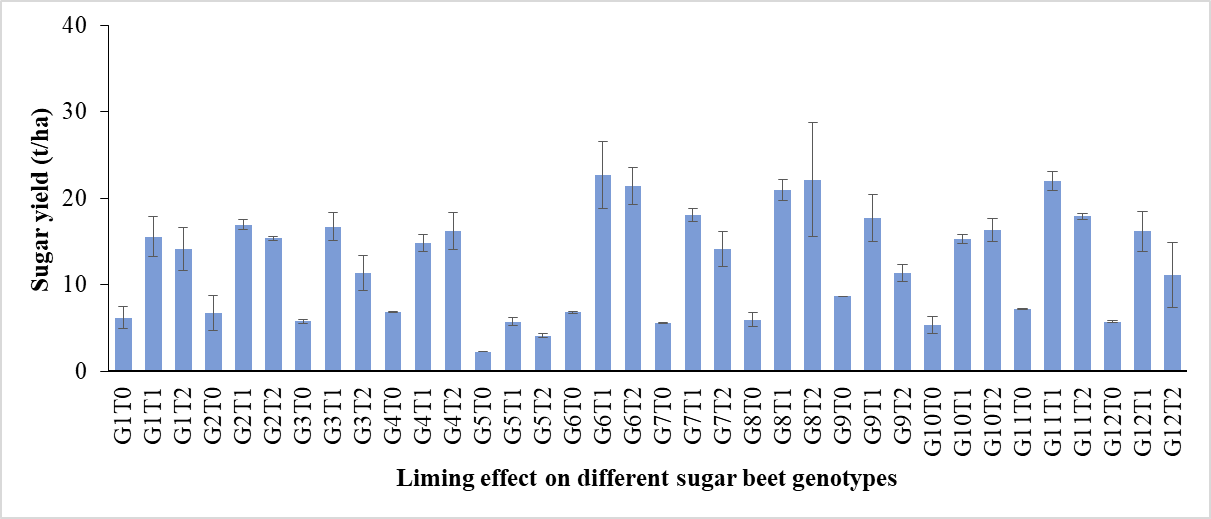 40
30
20
10
0
Sugar yield (t/ha)
G1T0
G1T1
G1T2
G2T0
G2T1
G2T2
G3T0
G3T1
G3T2
G4T0
G4T1
G4T2
G5T0
G5T1
G5T2
G6T0
G6T1
G6T2
G7T0
G7T1
G7T2
G8T0
G8T1
G8T2
G9T0
G9T1
G9T2
G10T0
G10T1
G10T2
G11T0
G11T1
G11T2
G12T0
G12T1
G12T2
Liming effect on different sugar beet genotypes